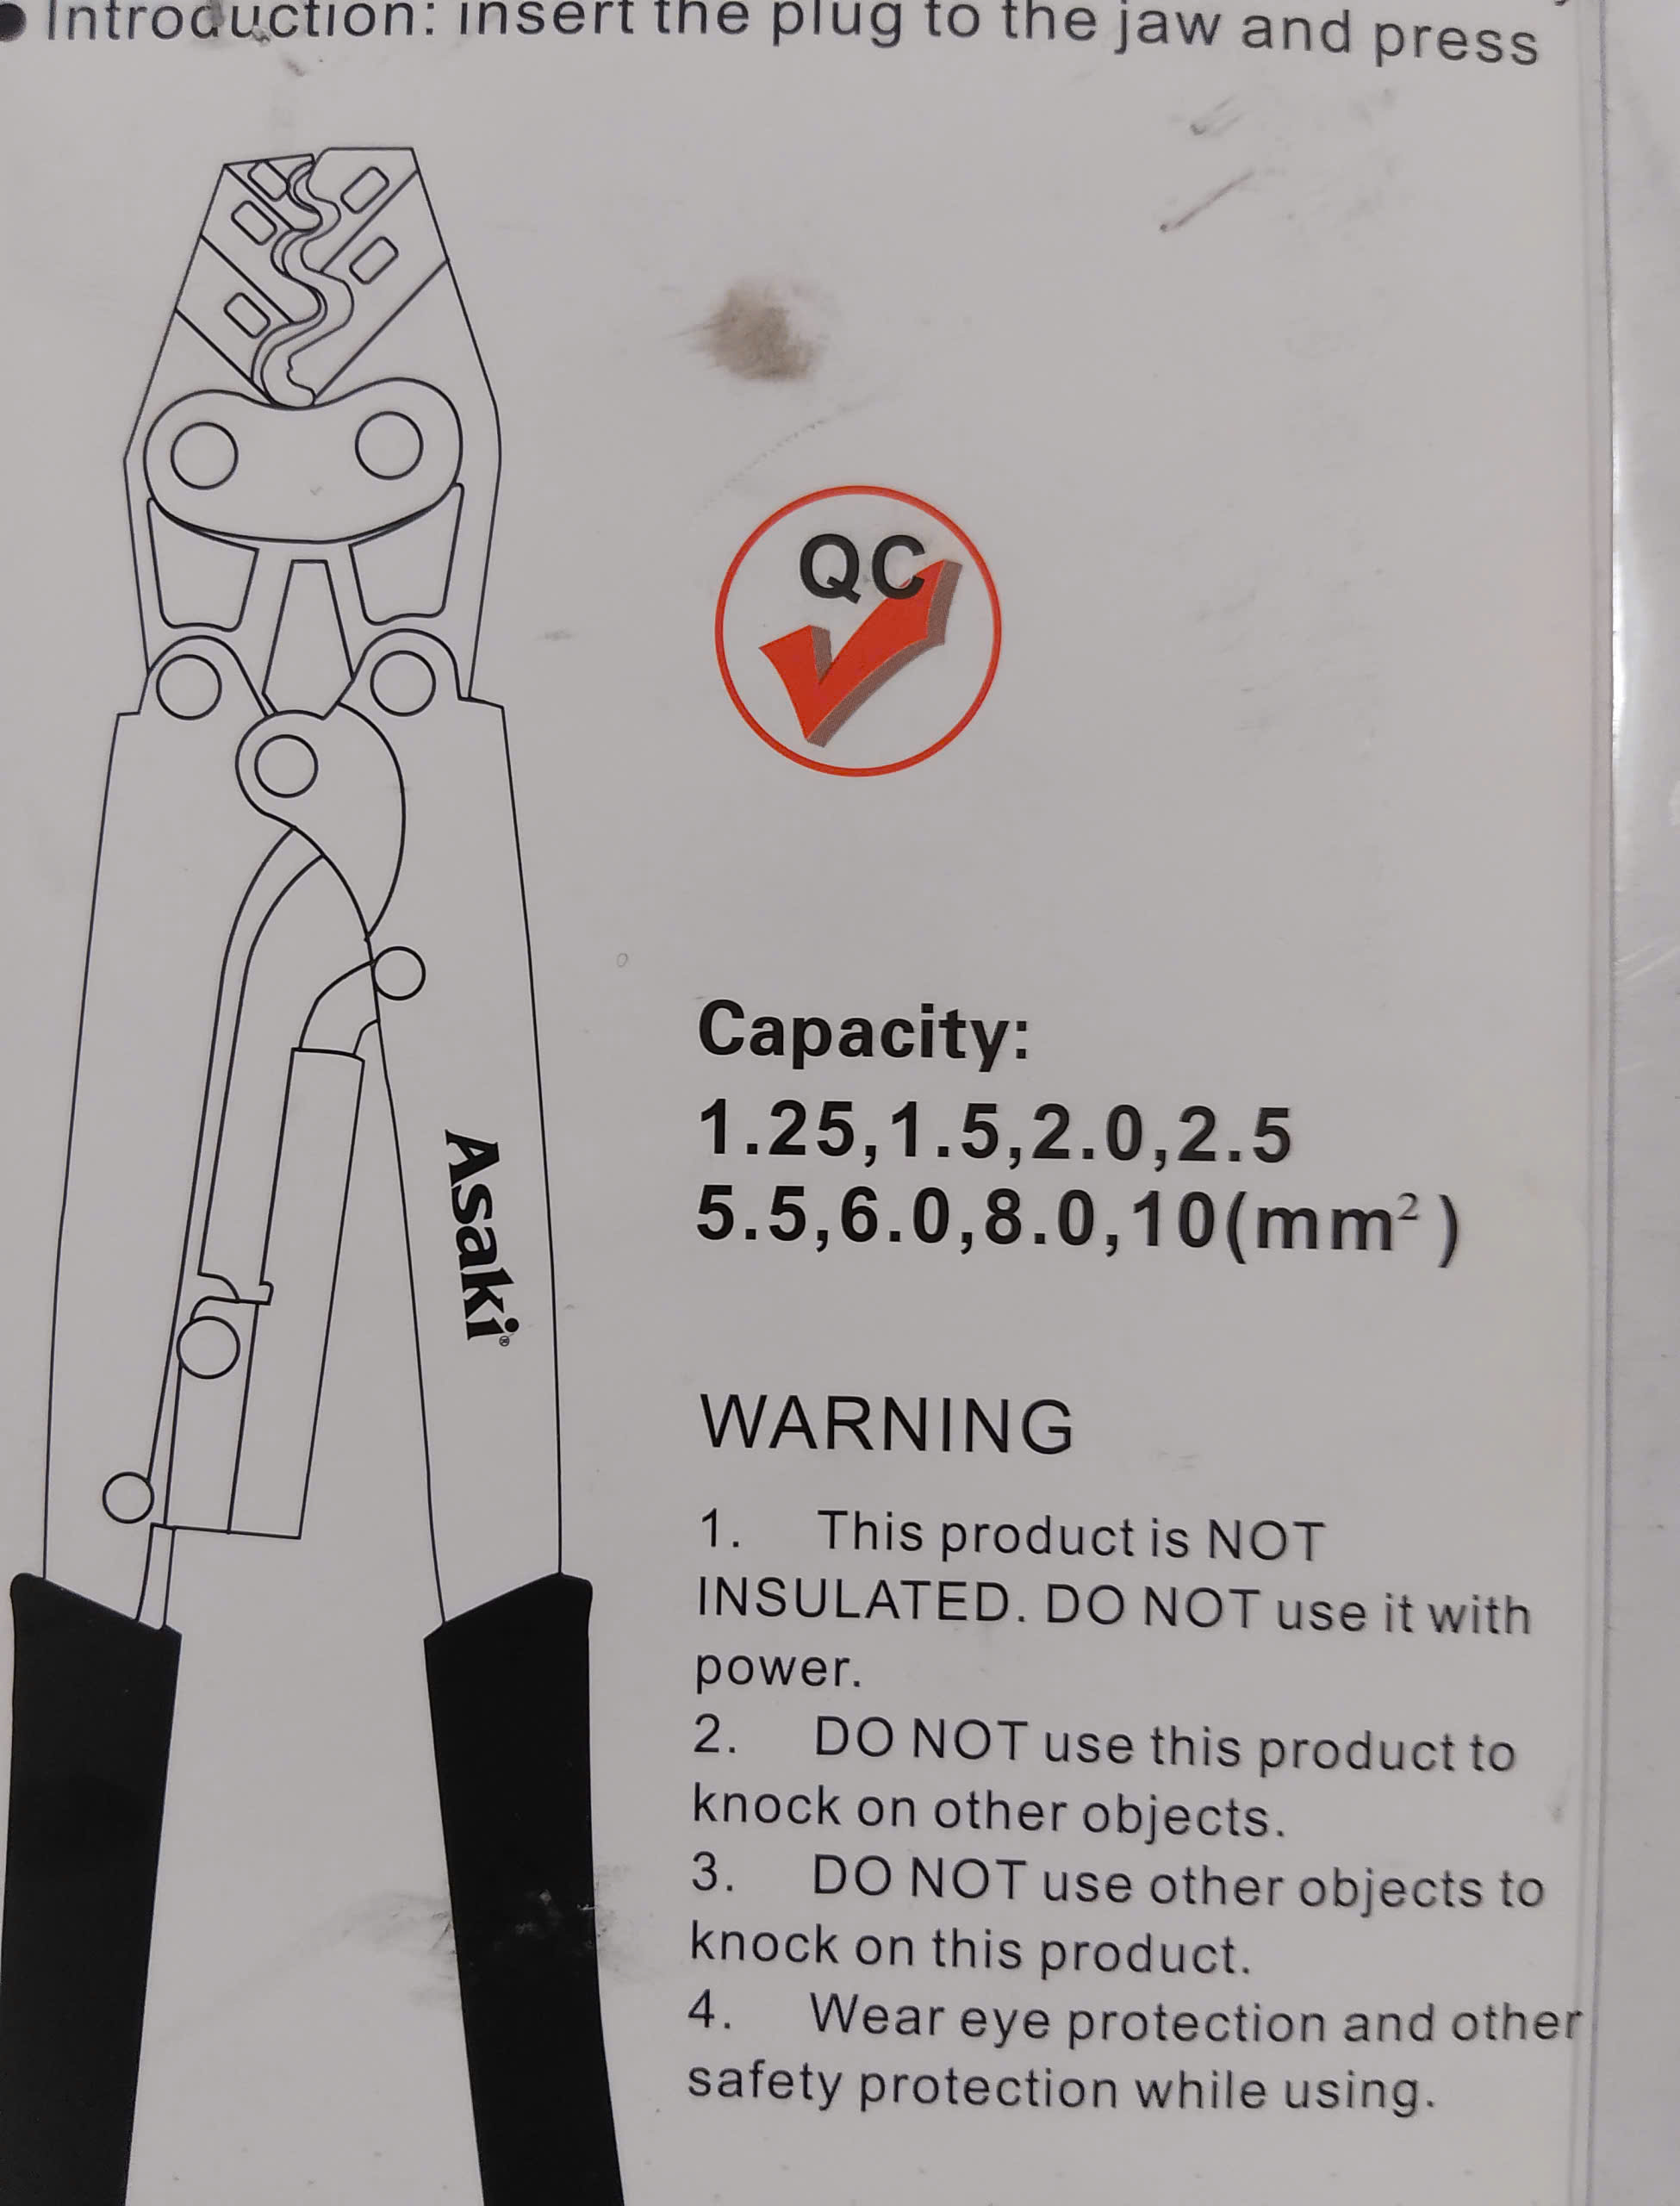 ● Introduction: insert the plug to the jaw and press
QC
Asaki®
Capacity:
1.25,1.5,2.0,2.5
5.5,6.0,8.0,10(mm²)
WARNING
1. This product is NOT
INSULATED. DO NOT use it with
power.
2. DO NOT use this product to
knock on other objects.
3. DO NOT use other objects to
knock on this product.
4. Wear eye protection and other
safety protection while using.